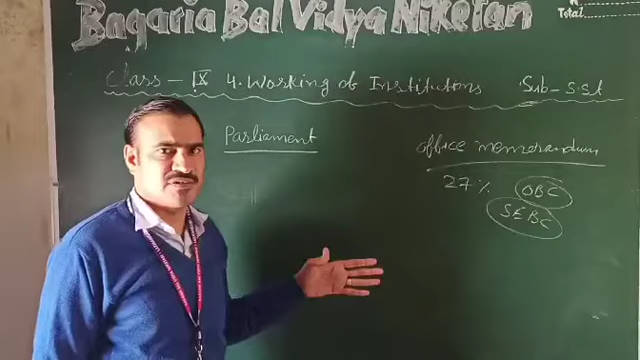 Bagaria Bal Vidya Niketan
Total
Class - IX 4. Working of Institutions Sub - S.St
Parliament
office memorandum
27 % OBC
SEBC